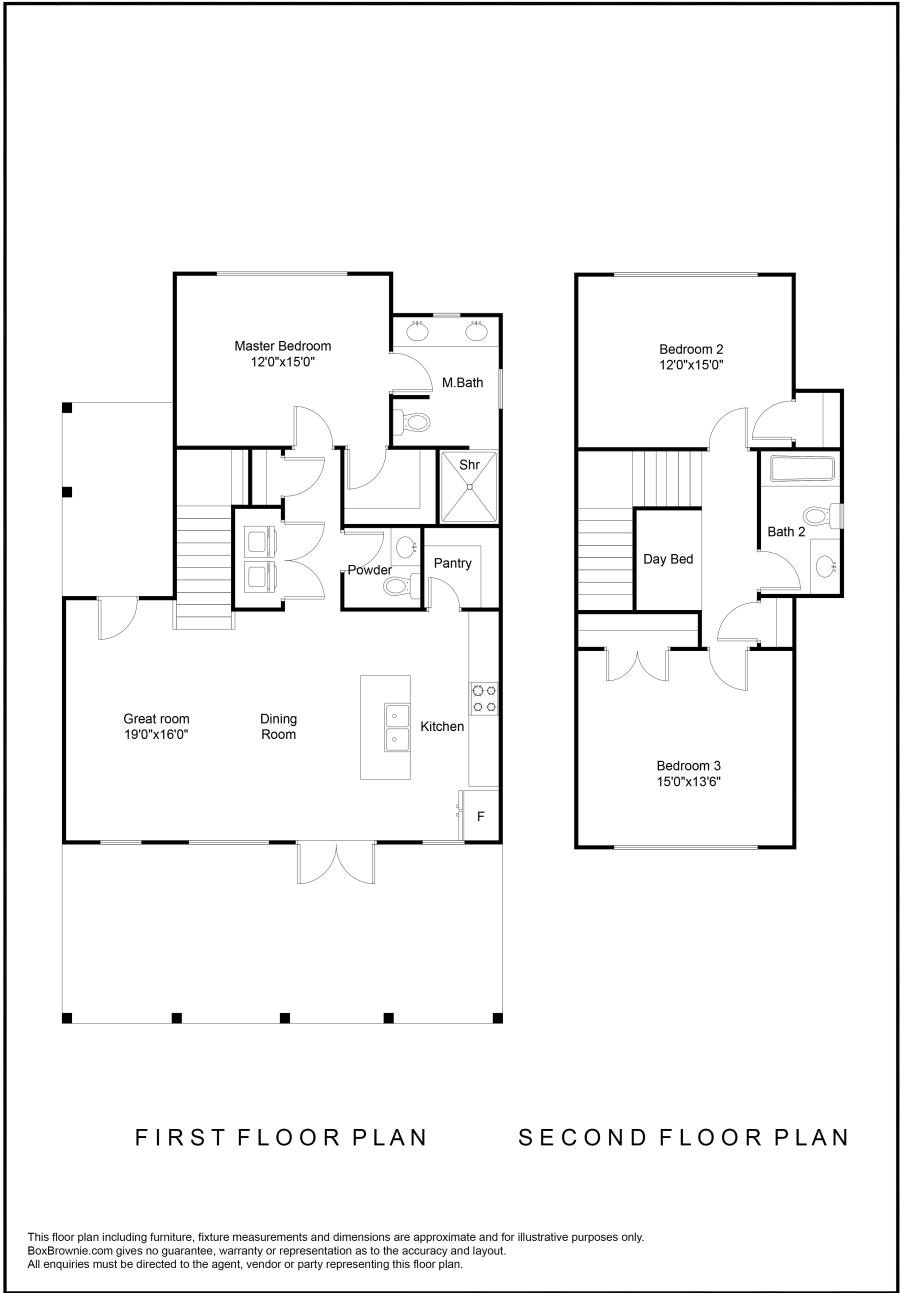 Master Bedroom
12'0"x15'0"
M.Bath
Shr
Powder
Pantry
Great room
19'0"x16'0"
Dining
Room
Kitchen
F
Bedroom 2
12'0"x15'0"
Bath 2
Day Bed
Bedroom 3
15'0"x13'6"
FIRST FLOOR PLAN
SECOND FLOOR PLAN
This floor plan including furniture, fixture measurements and dimensions are approximate and for illustrative purposes only.
BoxBrownie.com gives no guarantee, warranty or representation as to the accuracy and layout.
All enquiries must be directed to the agent, vendor or party representing this floor plan.